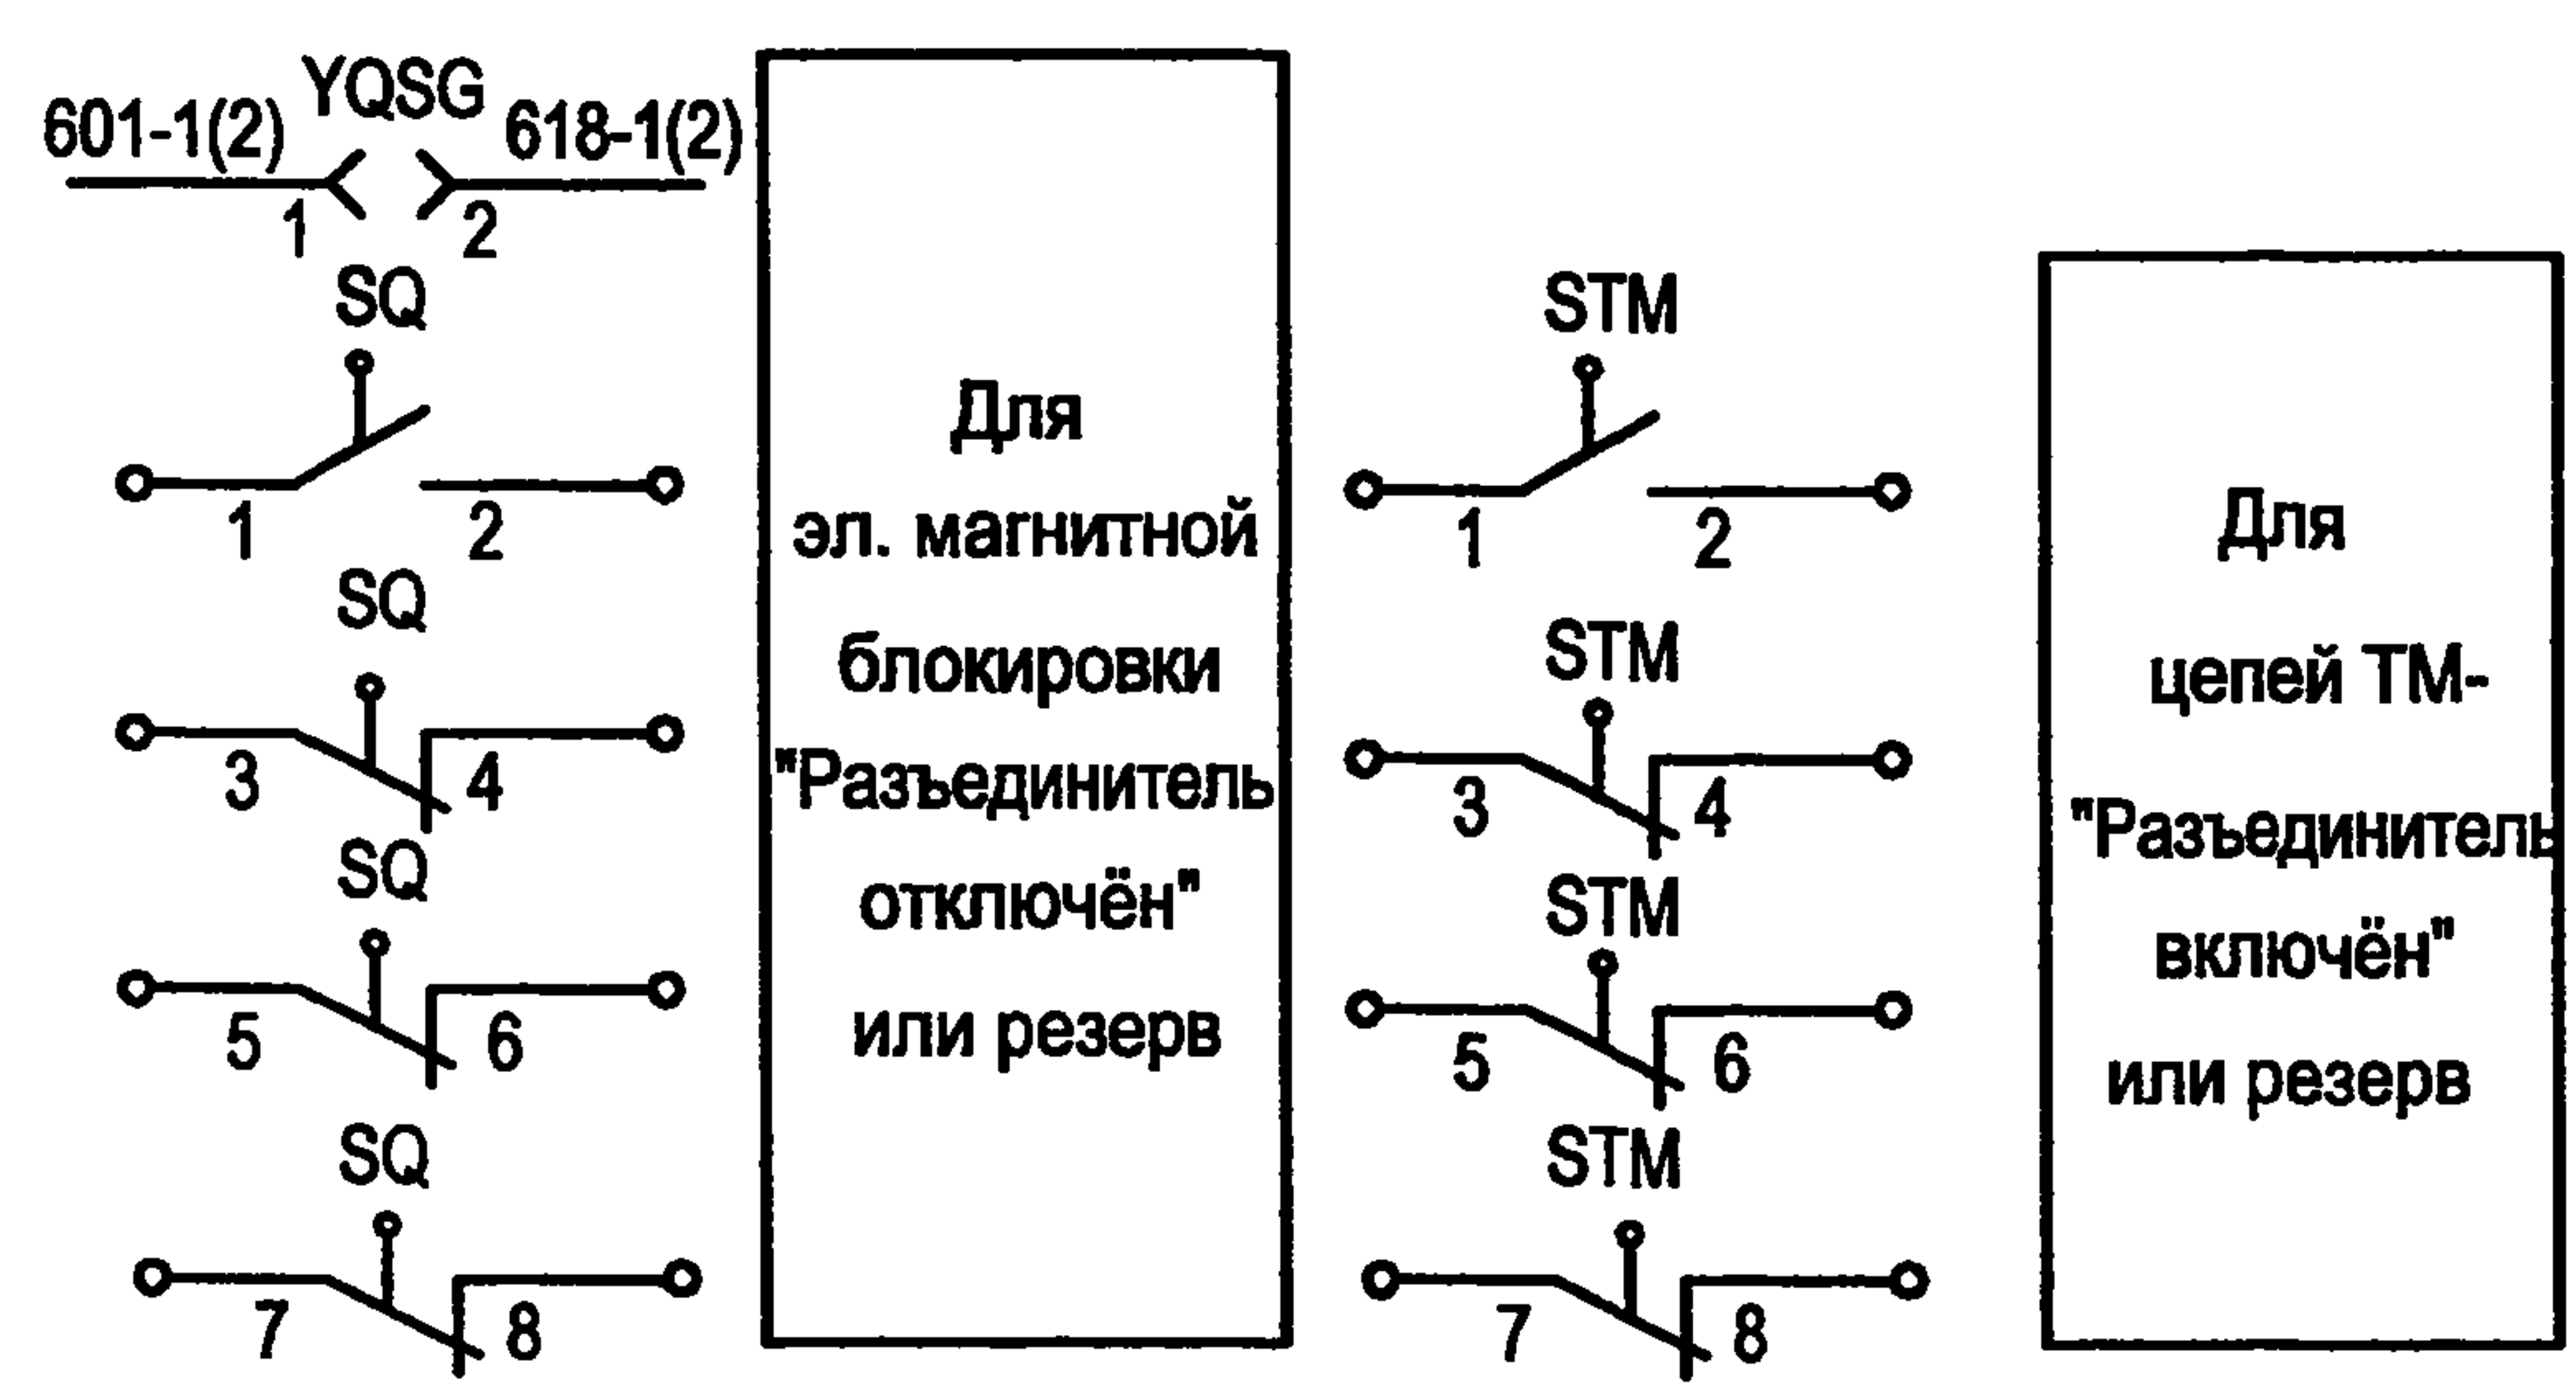 YQSG
601-1(2) 618-1(2)
1 2
SQ
1 2
SQ
3 4
SQ
5 6
SQ
7 8
Для
эл. магнитной
блокировки
"Разъединитель
отключён"
или резерв
STM
1 2
STM
3 4
STM
5 6
STM
7 8
Для
цепей ТМ-
"Разъединитель
включён"
или резерв